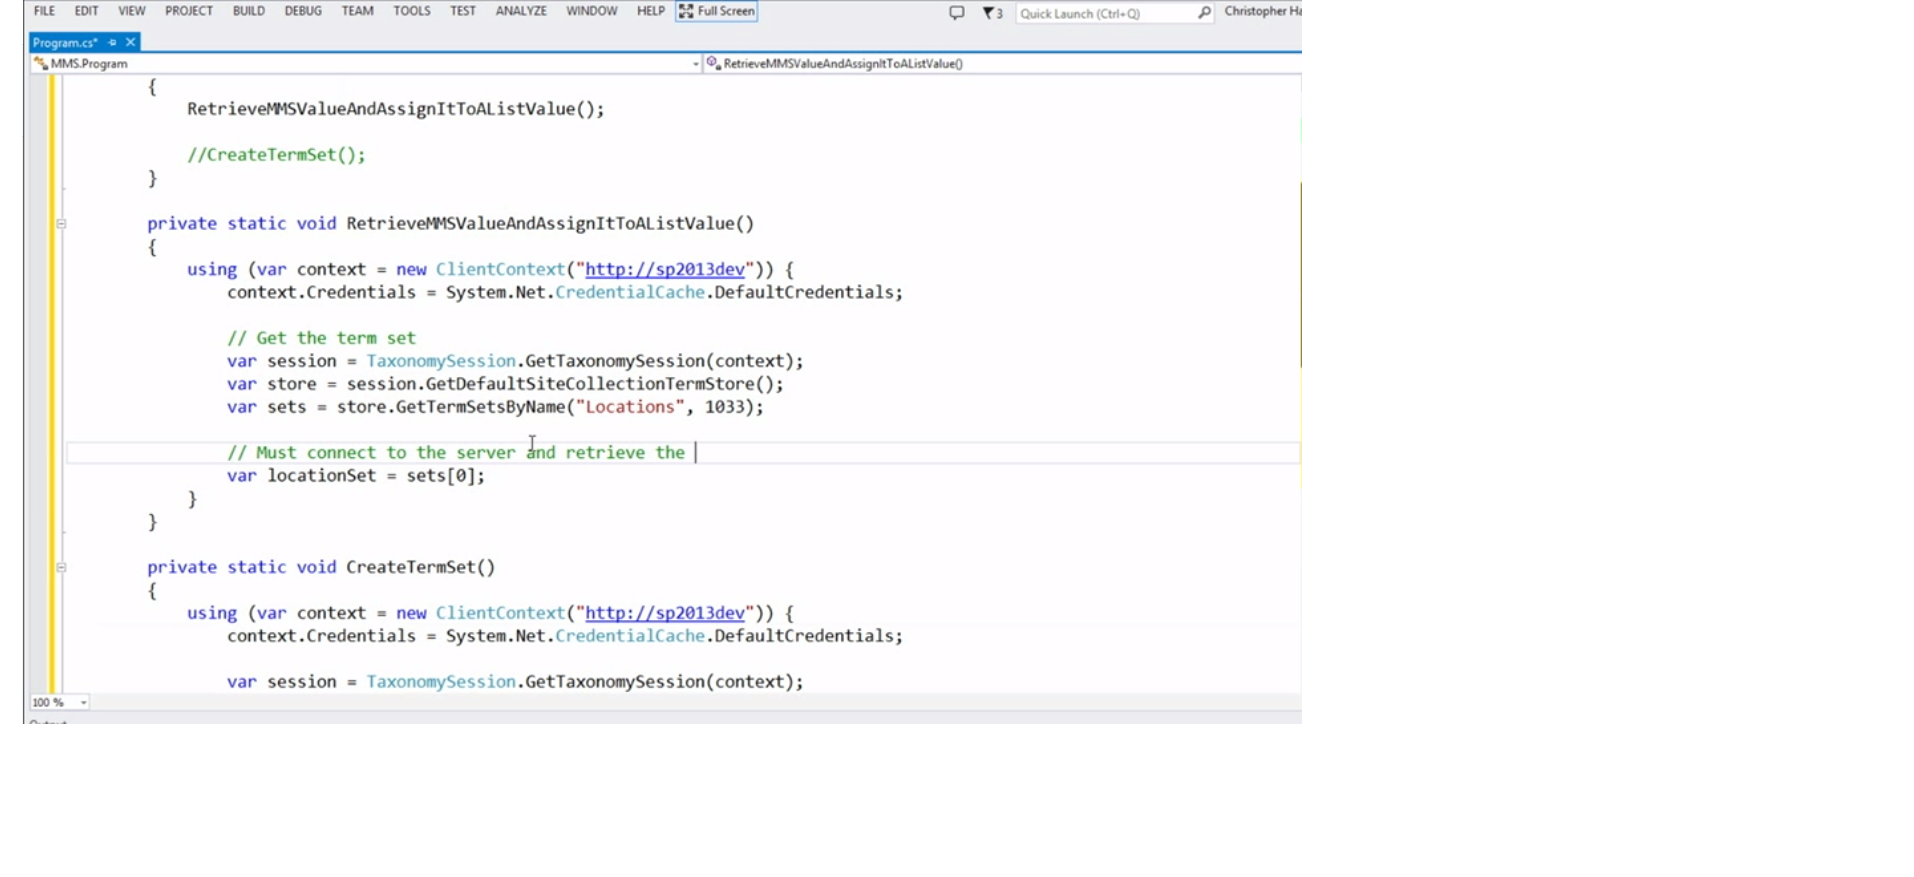 FILE EDIT VIEW PROJECT BUILD DEBUG TEAM TOOLS TEST ANALYZE WINDOW HELP Full Screen 3 Quick Launch (Ctrl+Q) Christopher
Program.cs*
MMS.Program RetrieveMMSValueAndAssignItToAListValue()
{
RetrieveMMSValueAndAssignItToAListValue();
//CreateTermSet();
}
private static void RetrieveMMSValueAndAssignItToAListValue()
{
using (var context = new ClientContext("http://sp2013dev")) {
context.Credentials = System.Net.CredentialCache.DefaultCredentials;
// Get the term set
var session = TaxonomySession.GetTaxonomySession(context);
var store = session.GetDefaultSiteCollectionTermStore();
var sets = store.GetTermSetsByName("Locations", 1033);
// Must connect to the server and retrieve the
var locationSet = sets[0];
}
}
private static void CreateTermSet()
{
using (var context = new ClientContext("http://sp2013dev")) {
context.Credentials = System.Net.CredentialCache.DefaultCredentials;
var session = TaxonomySession.GetTaxonomySession(context);
100 %